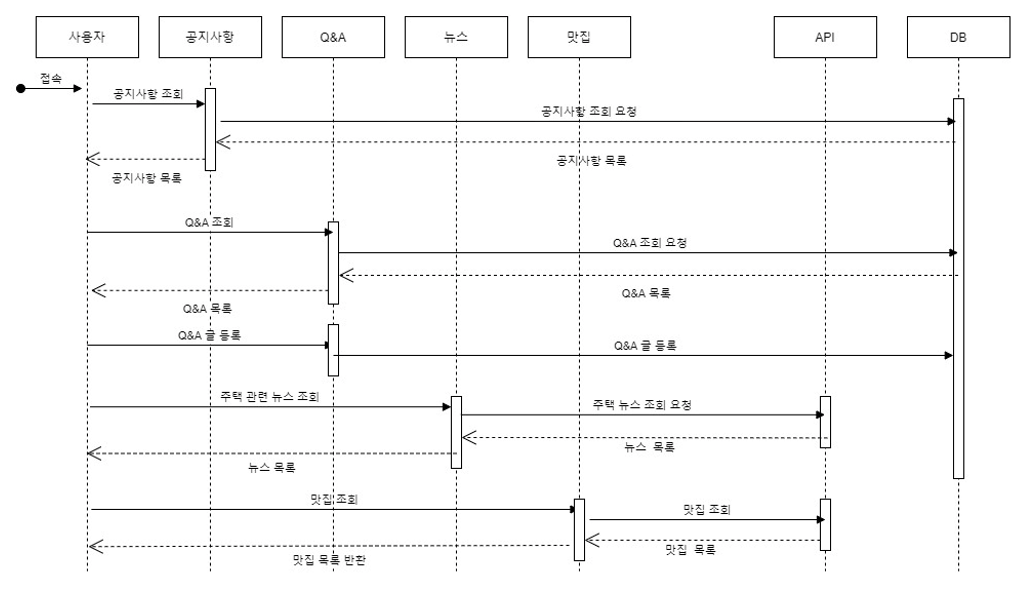 사용자
공지사항
Q&A
뉴스
맛집
API
DB
접속
공지사항 조회
공지사항 조회 요청
공지사항 목록
공지사항 목록
Q&A 조회
Q&A 조회 요청
Q&A 목록
Q&A 목록
Q&A 글 등록
Q&A 글 등록
주택 관련 뉴스 조회
주택 뉴스 조회 요청
뉴스 목록
뉴스 목록
맛집 조회
맛집 조회
맛집 목록
맛집 목록 반환